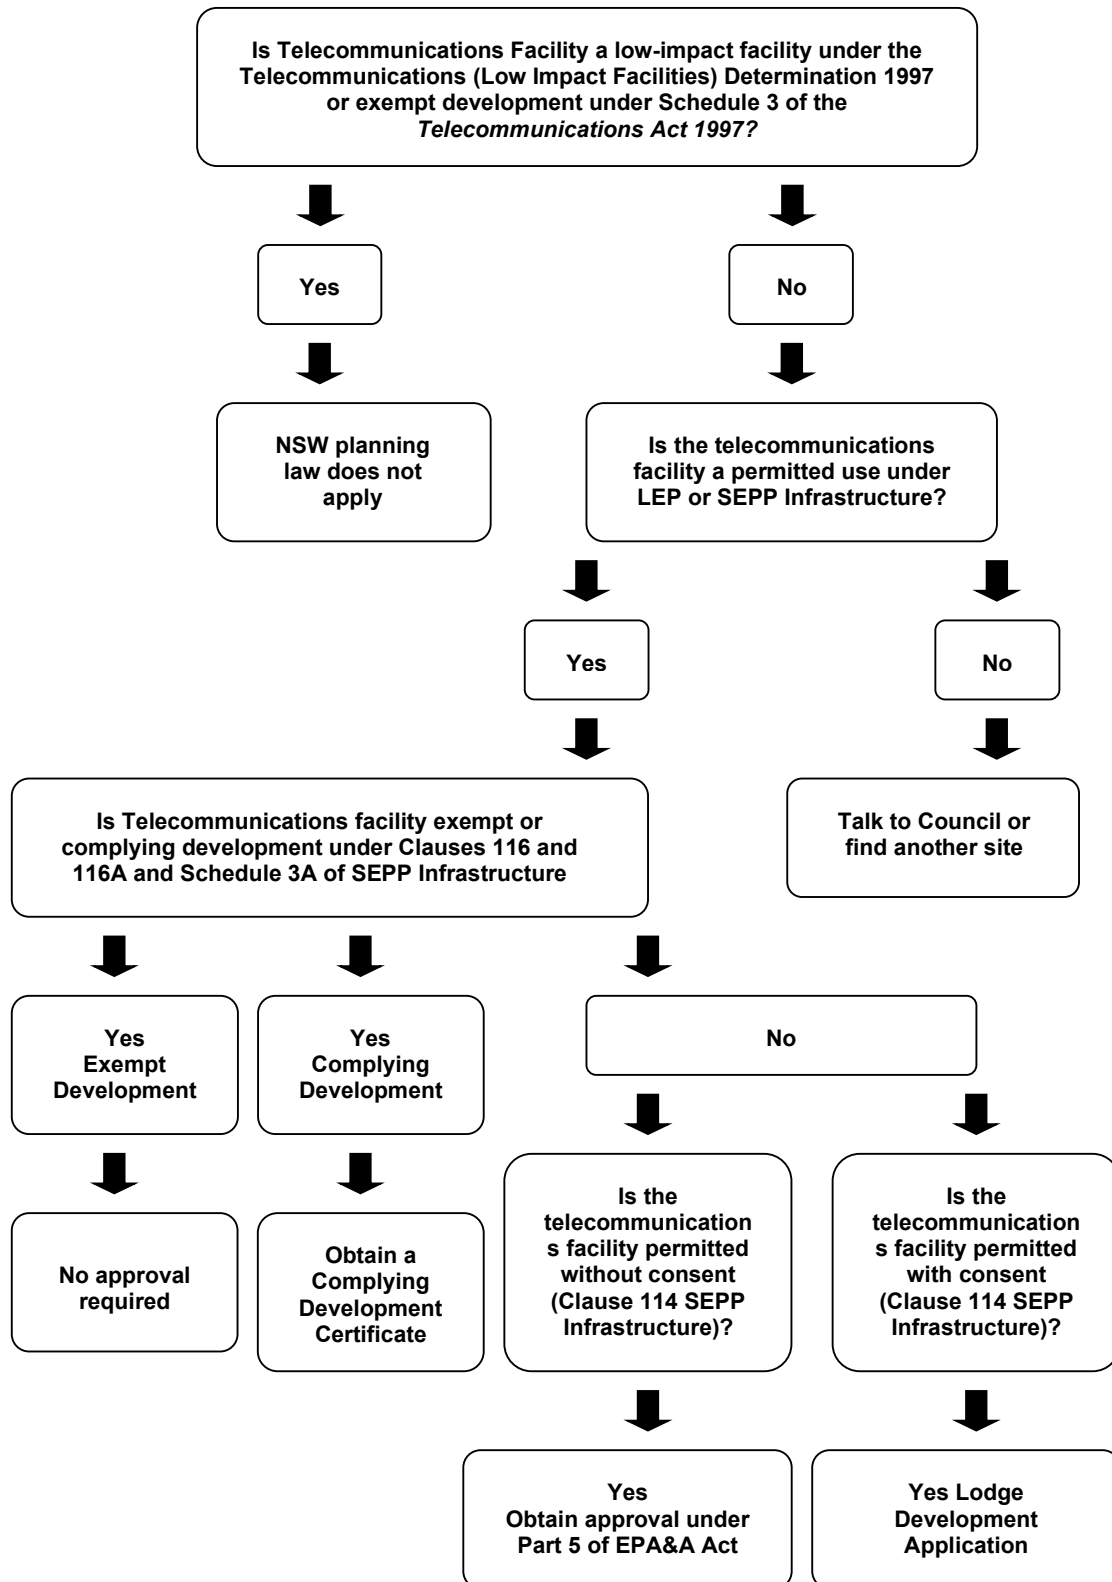 Is Telecommunications Facility a low-impact facility under the
Telecommunications (Low Impact Facilities) Determination 1997
or exempt development under Schedule 3 of the
Telecommunications Act 1997?
Yes
No
NSW planning
law does not
apply
Is the telecommunications
facility a permitted use under
LEP or SEPP Infrastructure?
Yes
No
Is Telecommunications facility exempt or
complying development under Clauses 116 and
116A and Schedule 3A of SEPP Infrastructure
Talk to Council or
find another site
Yes
Exempt
Development
Yes
Complying
Development
No
No approval
required
Obtain a
Complying
Development
Certificate
Is the
telecommunication
s facility permitted
without consent
(Clause 114 SEPP
Infrastructure)?
Is the
telecommunication
s facility permitted
with consent
(Clause 114 SEPP
Infrastructure)?
Yes
Obtain approval under
Part 5 of EPA&A Act
Yes Lodge
Development
Application